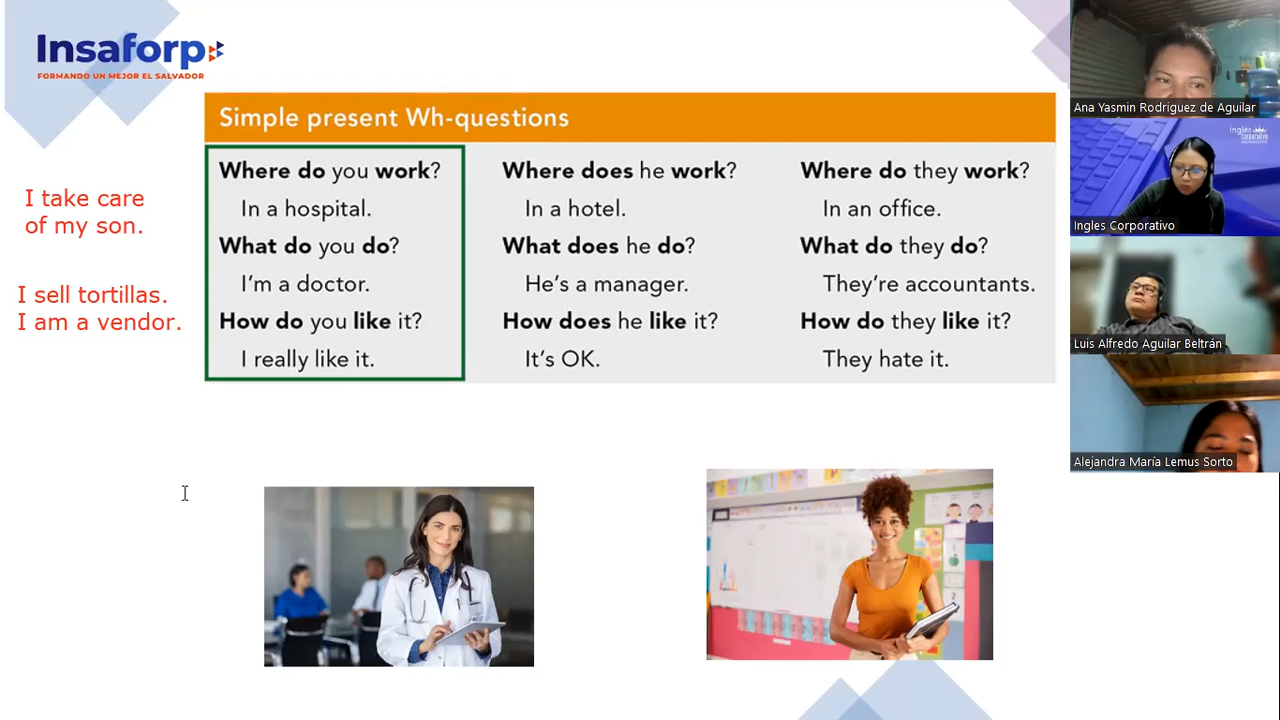 Insaforp
FORMANDO UN MEJOR EL SALVADOR
Simple present Wh-questions
Where do you work?
In a hospital.
What do you do?
I'm a doctor.
How do you like it?
I really like it.
Where does he work?
In a hotel.
What does he do?
He's a manager.
How does he like it?
It's OK.
Where do they work?
In an office.
What do they do?
They're accountants.
How do they like it?
They hate it.
I take care
of my son.
I sell tortillas.
I am a vendor.
Ana Yasmin Rodriguez de Aguilar
Inglés
Corporativo
Ingles Corporativo
Luis Alfredo Aguilar Beltrán
Alejandra María Lemus Sorto